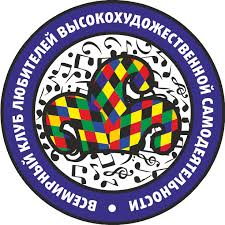 ВСЕМИРНЫЙ КЛУБ ЛЮБИТЕЛЕЙ ВЫСОКОХУДОЖЕСТВЕННОЙ САМОДЕЯТЕЛЬНОСТИ •